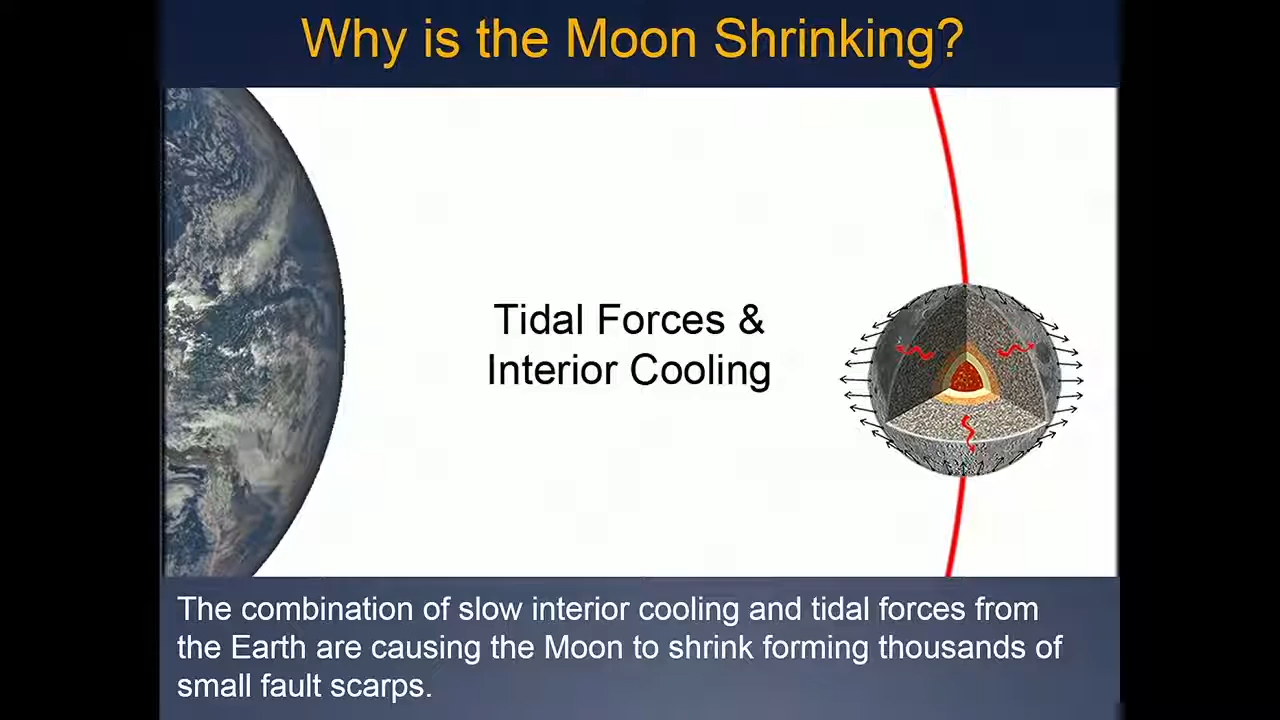 Why is the Moon Shrinking?
Tidal Forces &
Interior Cooling
The combination of slow interior cooling and tidal forces from
the Earth are causing the Moon to shrink forming thousands of
small fault scarps.